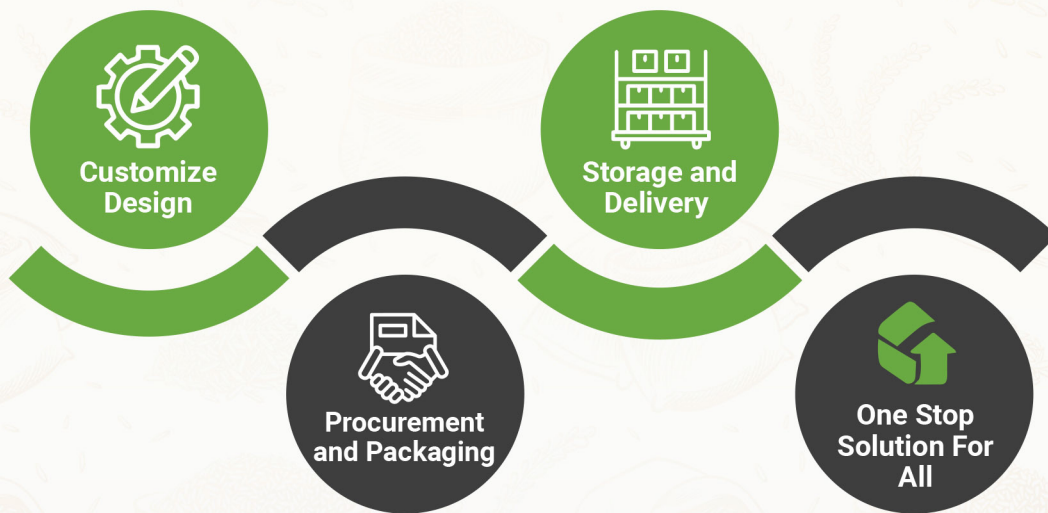 Customize
Design
Procurement
and Packaging
Storage and
Delivery
One Stop
Solution For
All